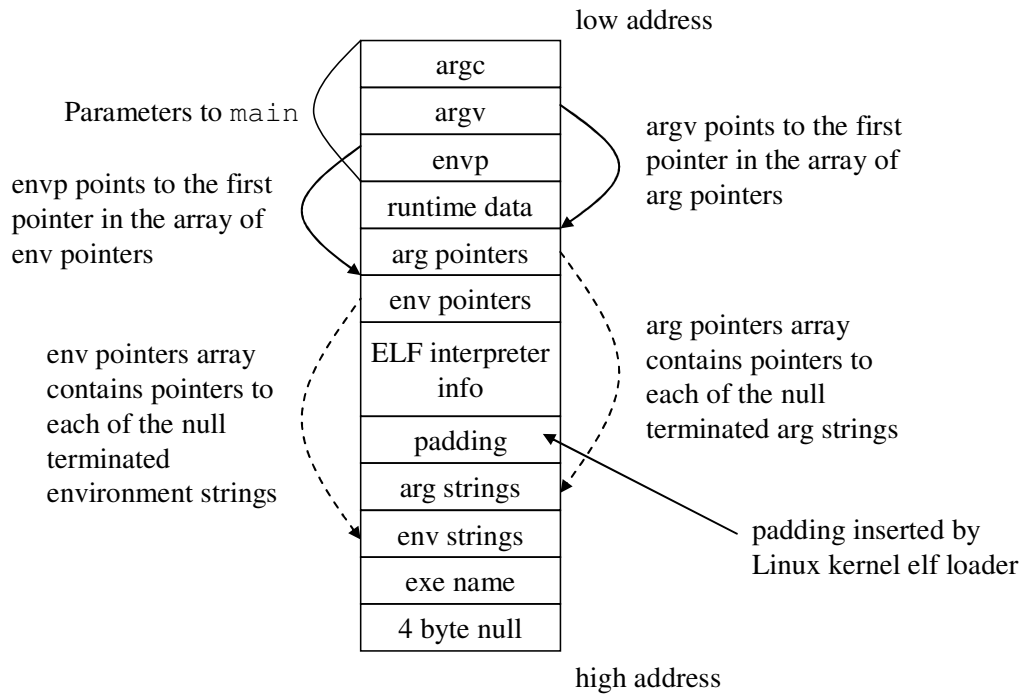 low address
argc
argv
envp
runtime data
arg pointers
env pointers
ELF interpreter
info
padding
arg strings
env strings
exe name
4 byte null
high address
Parameters to main
envp points to the first
pointer in the array of
env pointers
env pointers array
contains pointers to
each of the null
terminated
environment strings
argv points to the first
pointer in the array of
arg pointers
arg pointers array
contains pointers to
each of the null
terminated arg strings
padding inserted by
Linux kernel elf loader